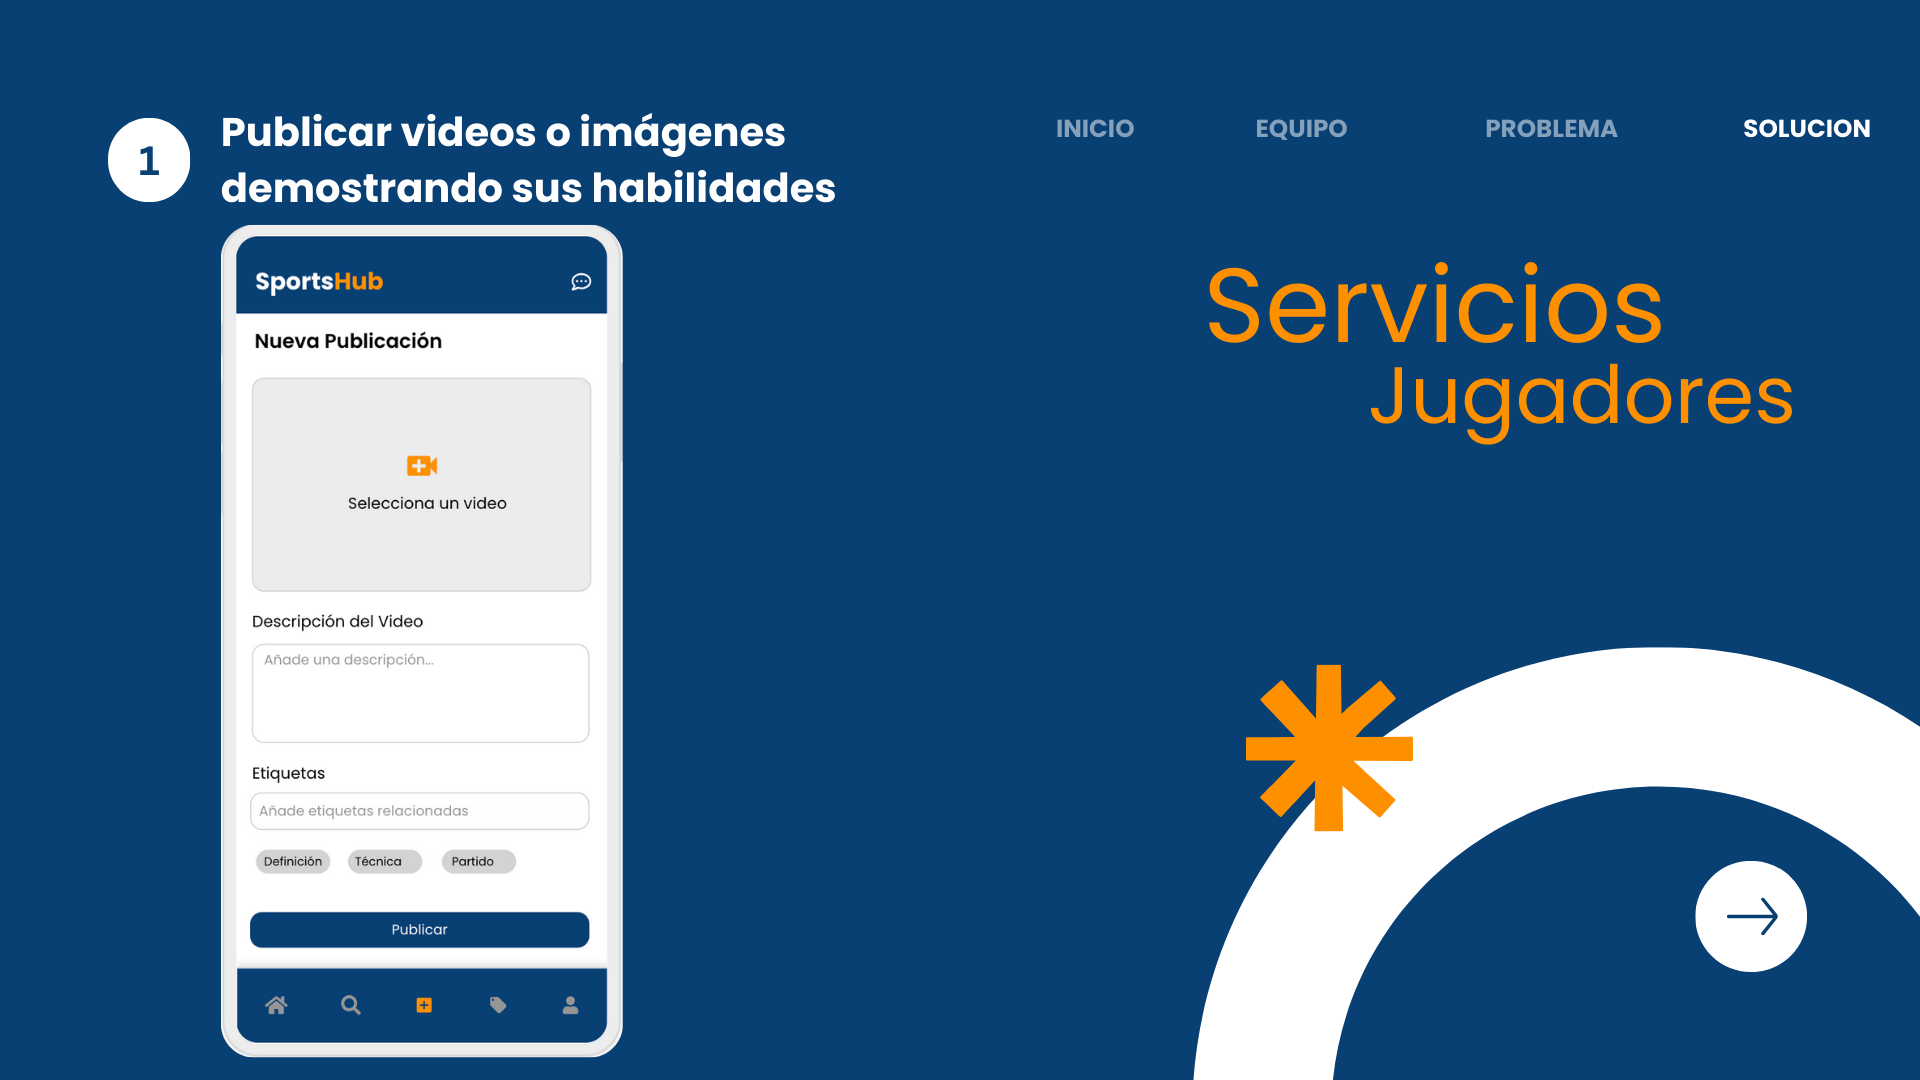 1
Publicar videos o imágenes
demostrando sus habilidades
INICIO
EQUIPO
PROBLEMA
SOLUCION
Servicios
Jugadores
SportsHub
Nueva Publicación
Selecciona un video
Descripción del Video
Añade una descripción...
Etiquetas
Añade etiquetas relacionadas
Definición
Técnica
Partido
Publicar